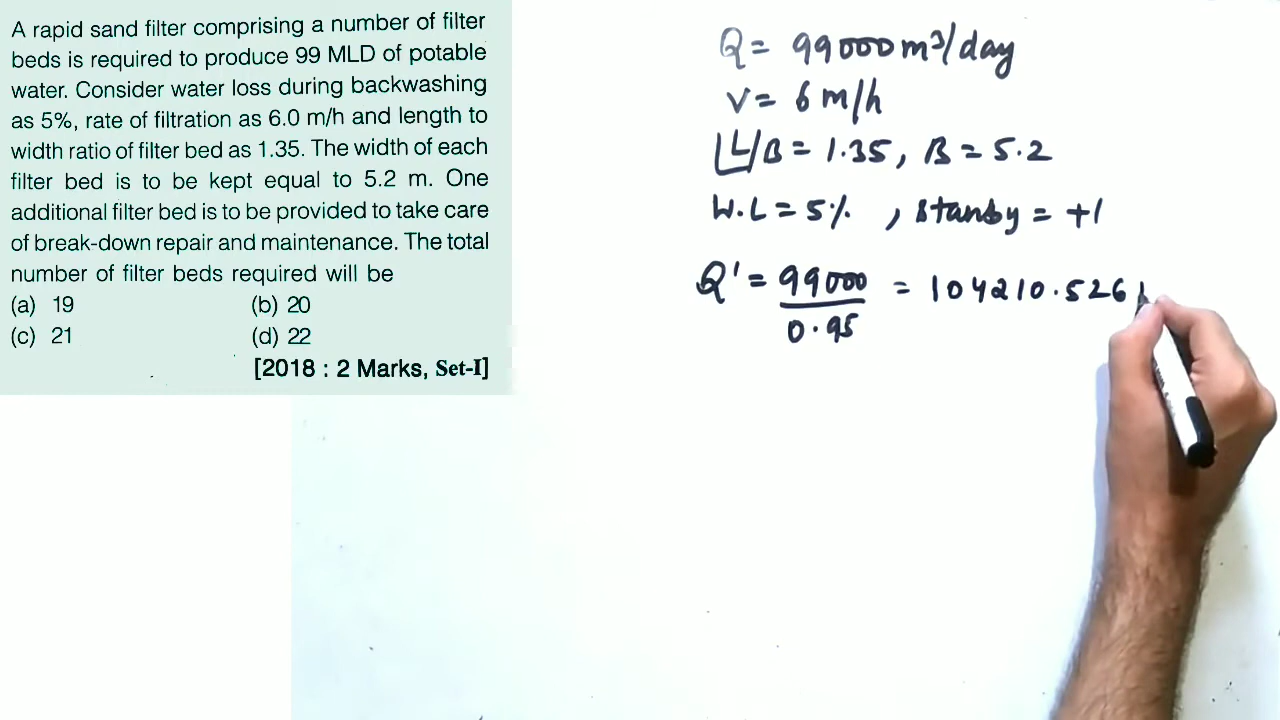 A rapid sand filter comprising a number of filter
beds is required to produce 99 MLD of potable
water. Consider water loss during backwashing
as 5%, rate of filtration as 6.0 m/h and length to
width ratio of filter bed as 1.35. The width of each
filter bed is to be kept equal to 5.2 m. One
additional filter bed is to be provided to take care
of break-down repair and maintenance. The total
number of filter beds required will be
(a) 19 (b) 20
(c) 21 (d) 22
[2018 : 2 Marks, Set-I]
Q = 99000 m³/day
V = 6 m/h
L/B = 1.35, B = 5.2
W.L = 5% , stanby = +1
Q' = 99000/0.95 = 104210.526